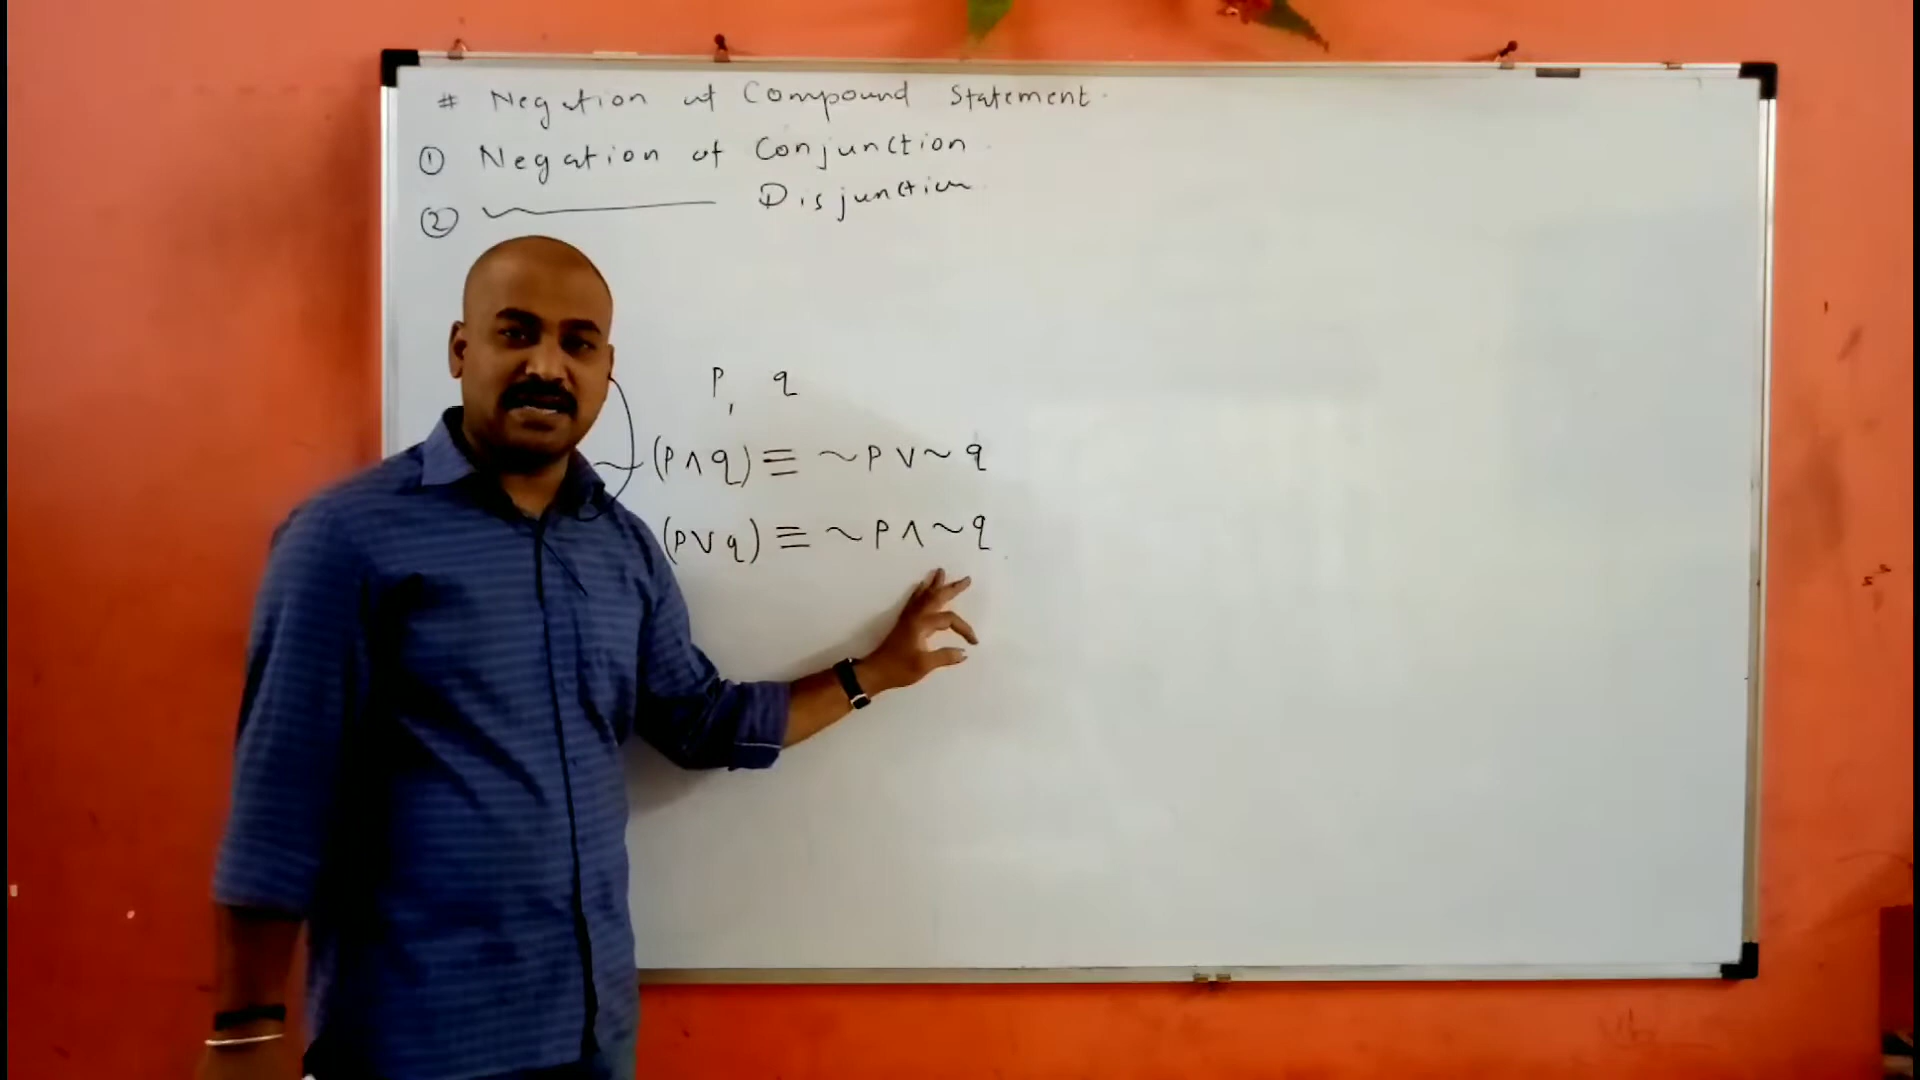 # Negation of Compound Statement
① Negation of Conjunction
② Disjunction
P, q
~(P∧q) ≡ ~P∨~q
(P∨q) ≡ ~P∧~q